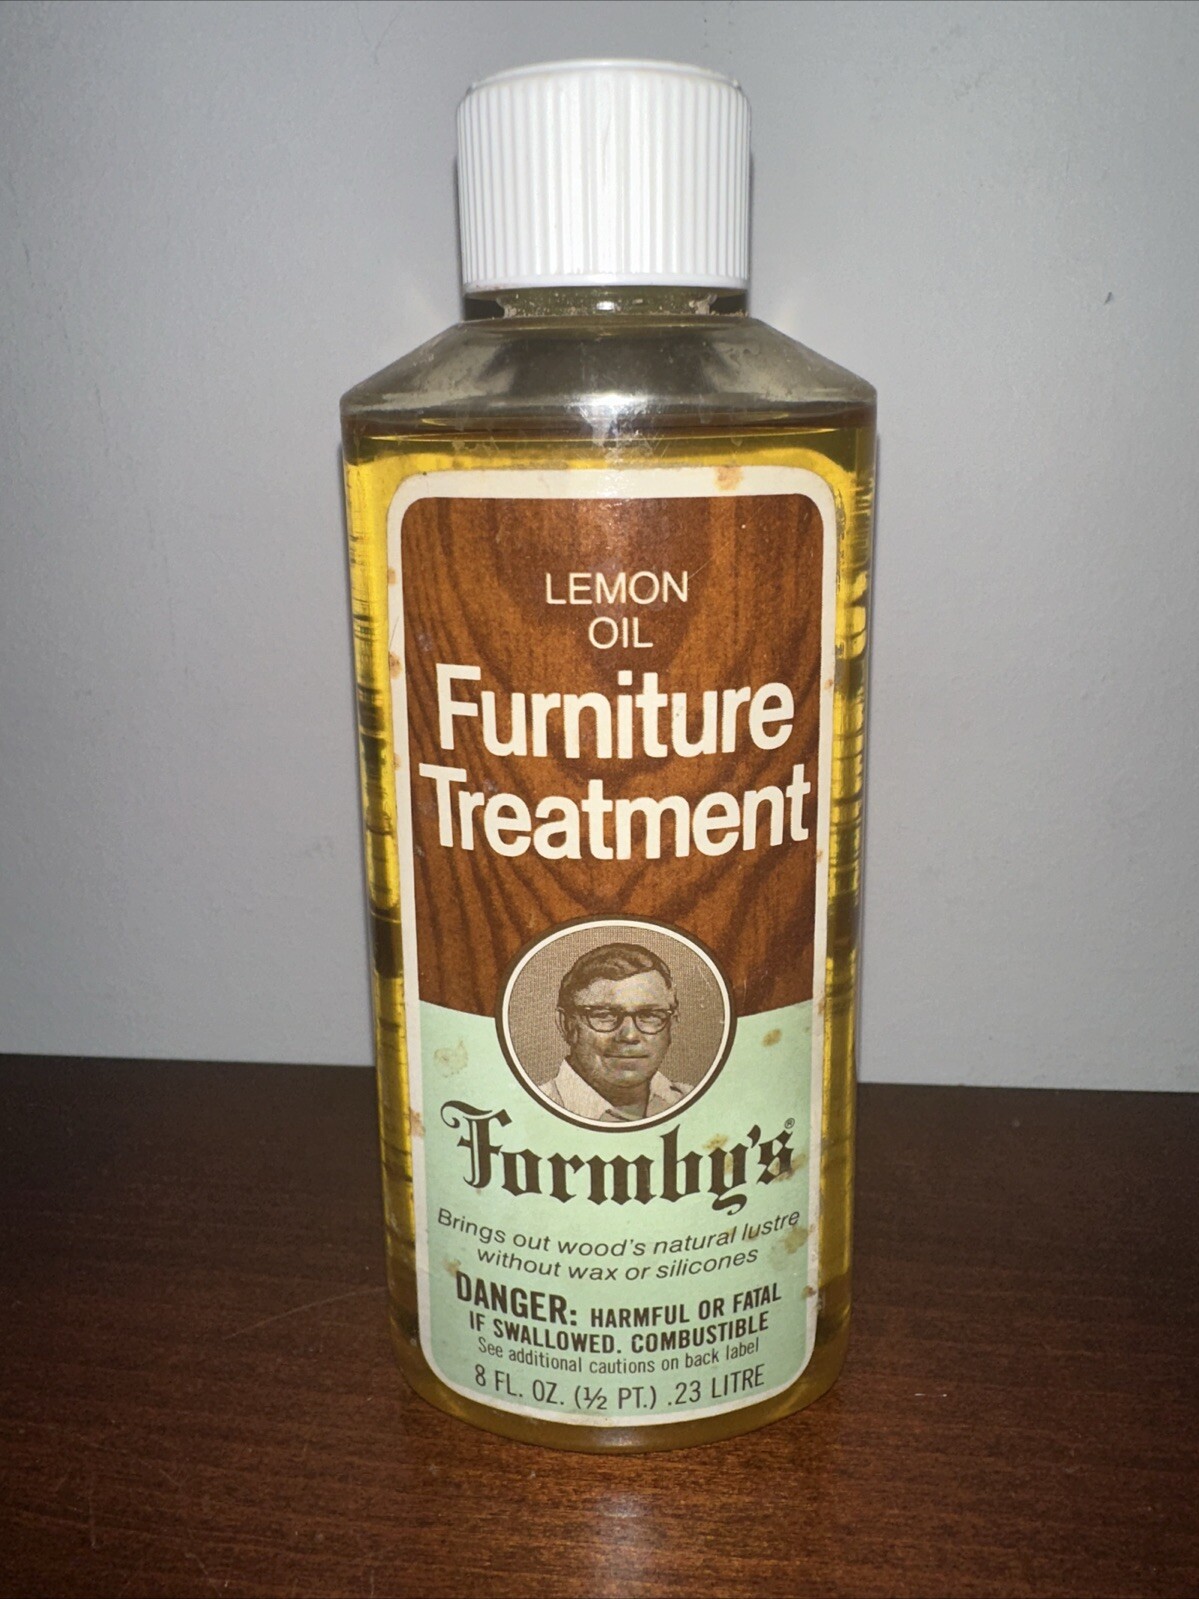 LEMON
OIL
Furniture
Treatment
Formby's®
Brings out wood's natural lustre
without wax or silicones
DANGER: HARMFUL OR FATAL
IF SWALLOWED. COMBUSTIBLE
See additional cautions on back label
8 FL. OZ. (½ PT.) .23 LITRE